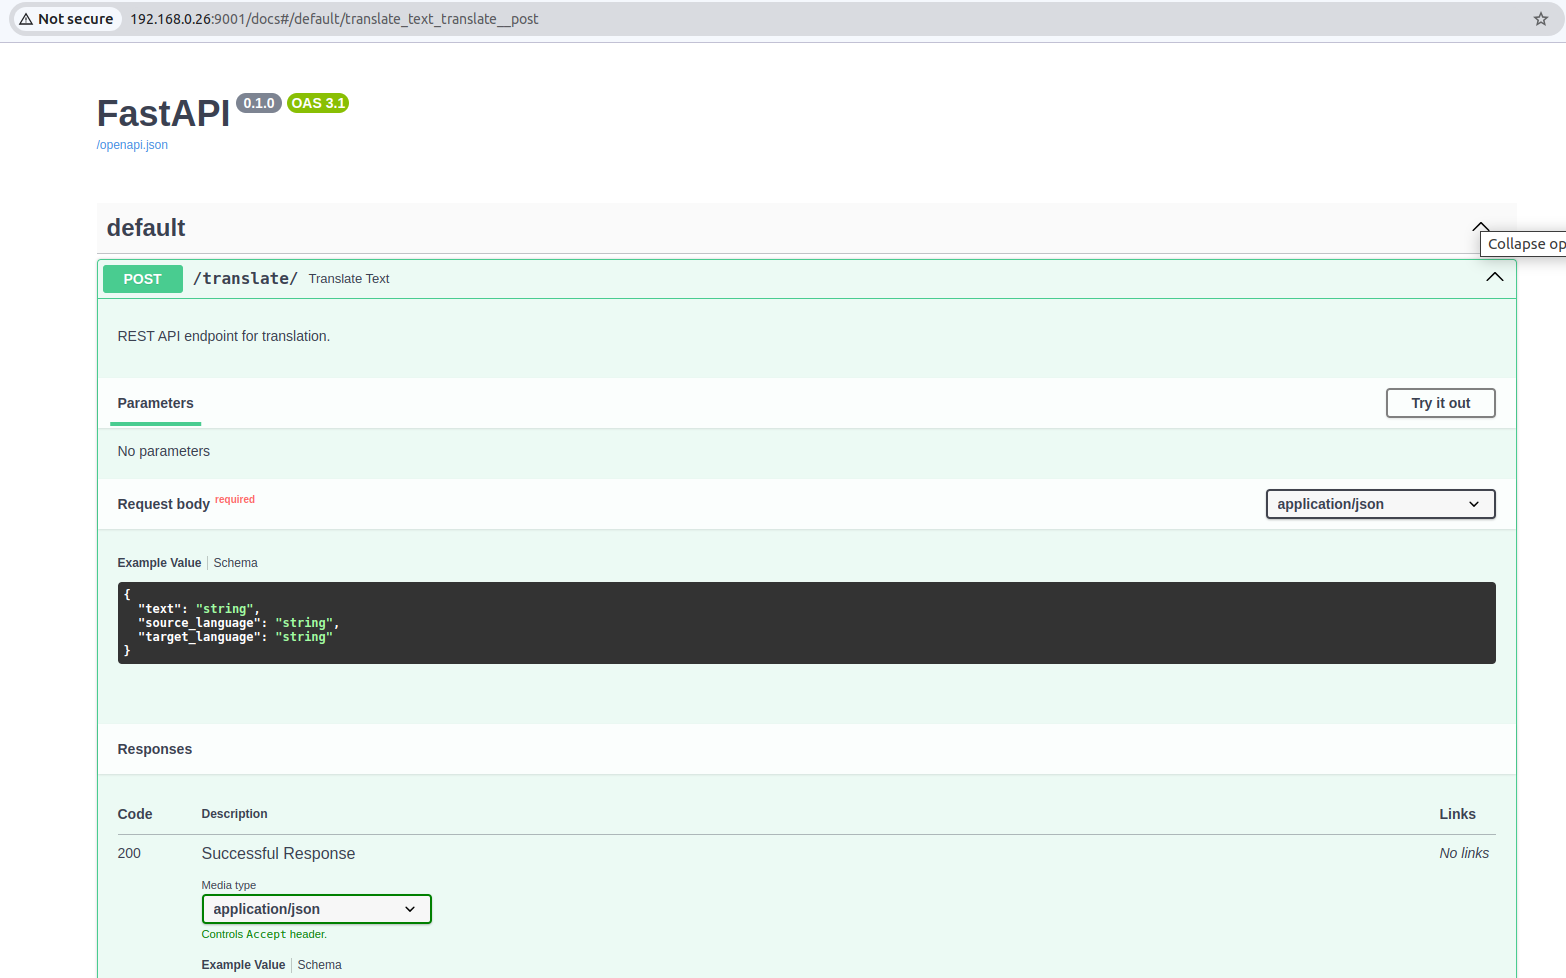 Not secure 192.168.0.26:9001/docs#/default/translate_text_translate__post
FastAPI 0.1.0 OAS 3.1
/openapi.json
default
Collapse op
POST /translate/ Translate Text
REST API endpoint for translation.
Parameters Try it out
No parameters
Request body required application/json
Example Value Schema
{
"text": "string",
"source_language": "string",
"target_language": "string"
}
Responses
Code Description Links
200 Successful Response No links
Media type
application/json
Controls Accept header.
Example Value Schema